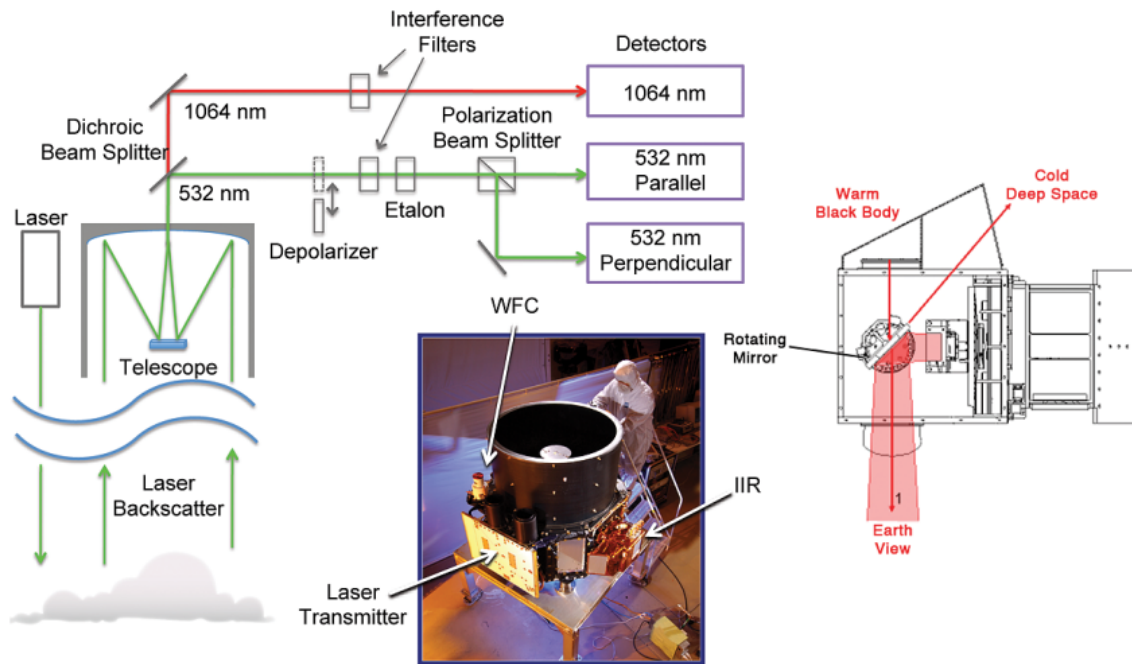 Interference
Filters
Detectors
1064 nm
1064 nm
Dichroic
Beam Splitter
Polarization
Beam Splitter
532 nm
Parallel
532 nm
Etalon
Depolarizer
532 nm
Perpendicular
Laser
Telescope
Laser
Backscatter
WFC
IIR
Laser
Transmitter
Cold
Deep Space
Warm
Black Body
Rotating
Mirror
1
Earth
View